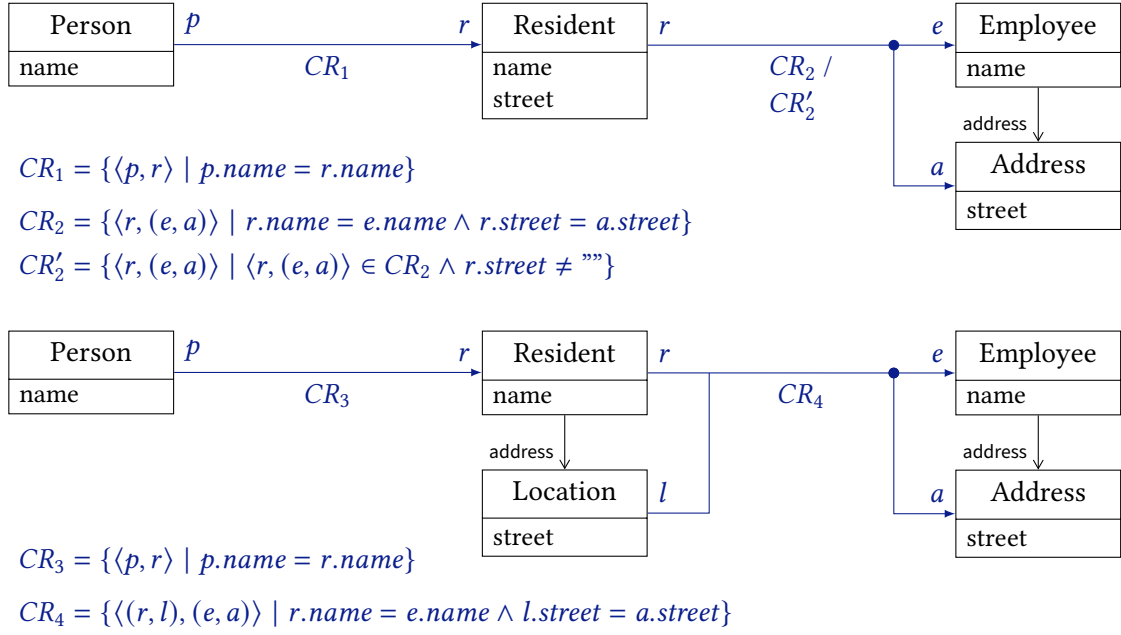 Person p r Resident r e Employee
name CR₁ name CR₂ / name
street CR′₂
address
a Address
street
CR₁ = {⟨p, r⟩ | p.name = r.name}
CR₂ = {⟨r, (e, a)⟩ | r.name = e.name ∧ r.street = a.street}
CR′₂ = {⟨r, (e, a)⟩ | ⟨r, (e, a)⟩ ∈ CR₂ ∧ r.street ≠ ””}
Person p r Resident r e Employee
name CR₃ name CR₄ name
address address
Location l a Address
street street
CR₃ = {⟨p, r⟩ | p.name = r.name}
CR₄ = {⟨(r, l), (e, a)⟩ | r.name = e.name ∧ l.street = a.street}